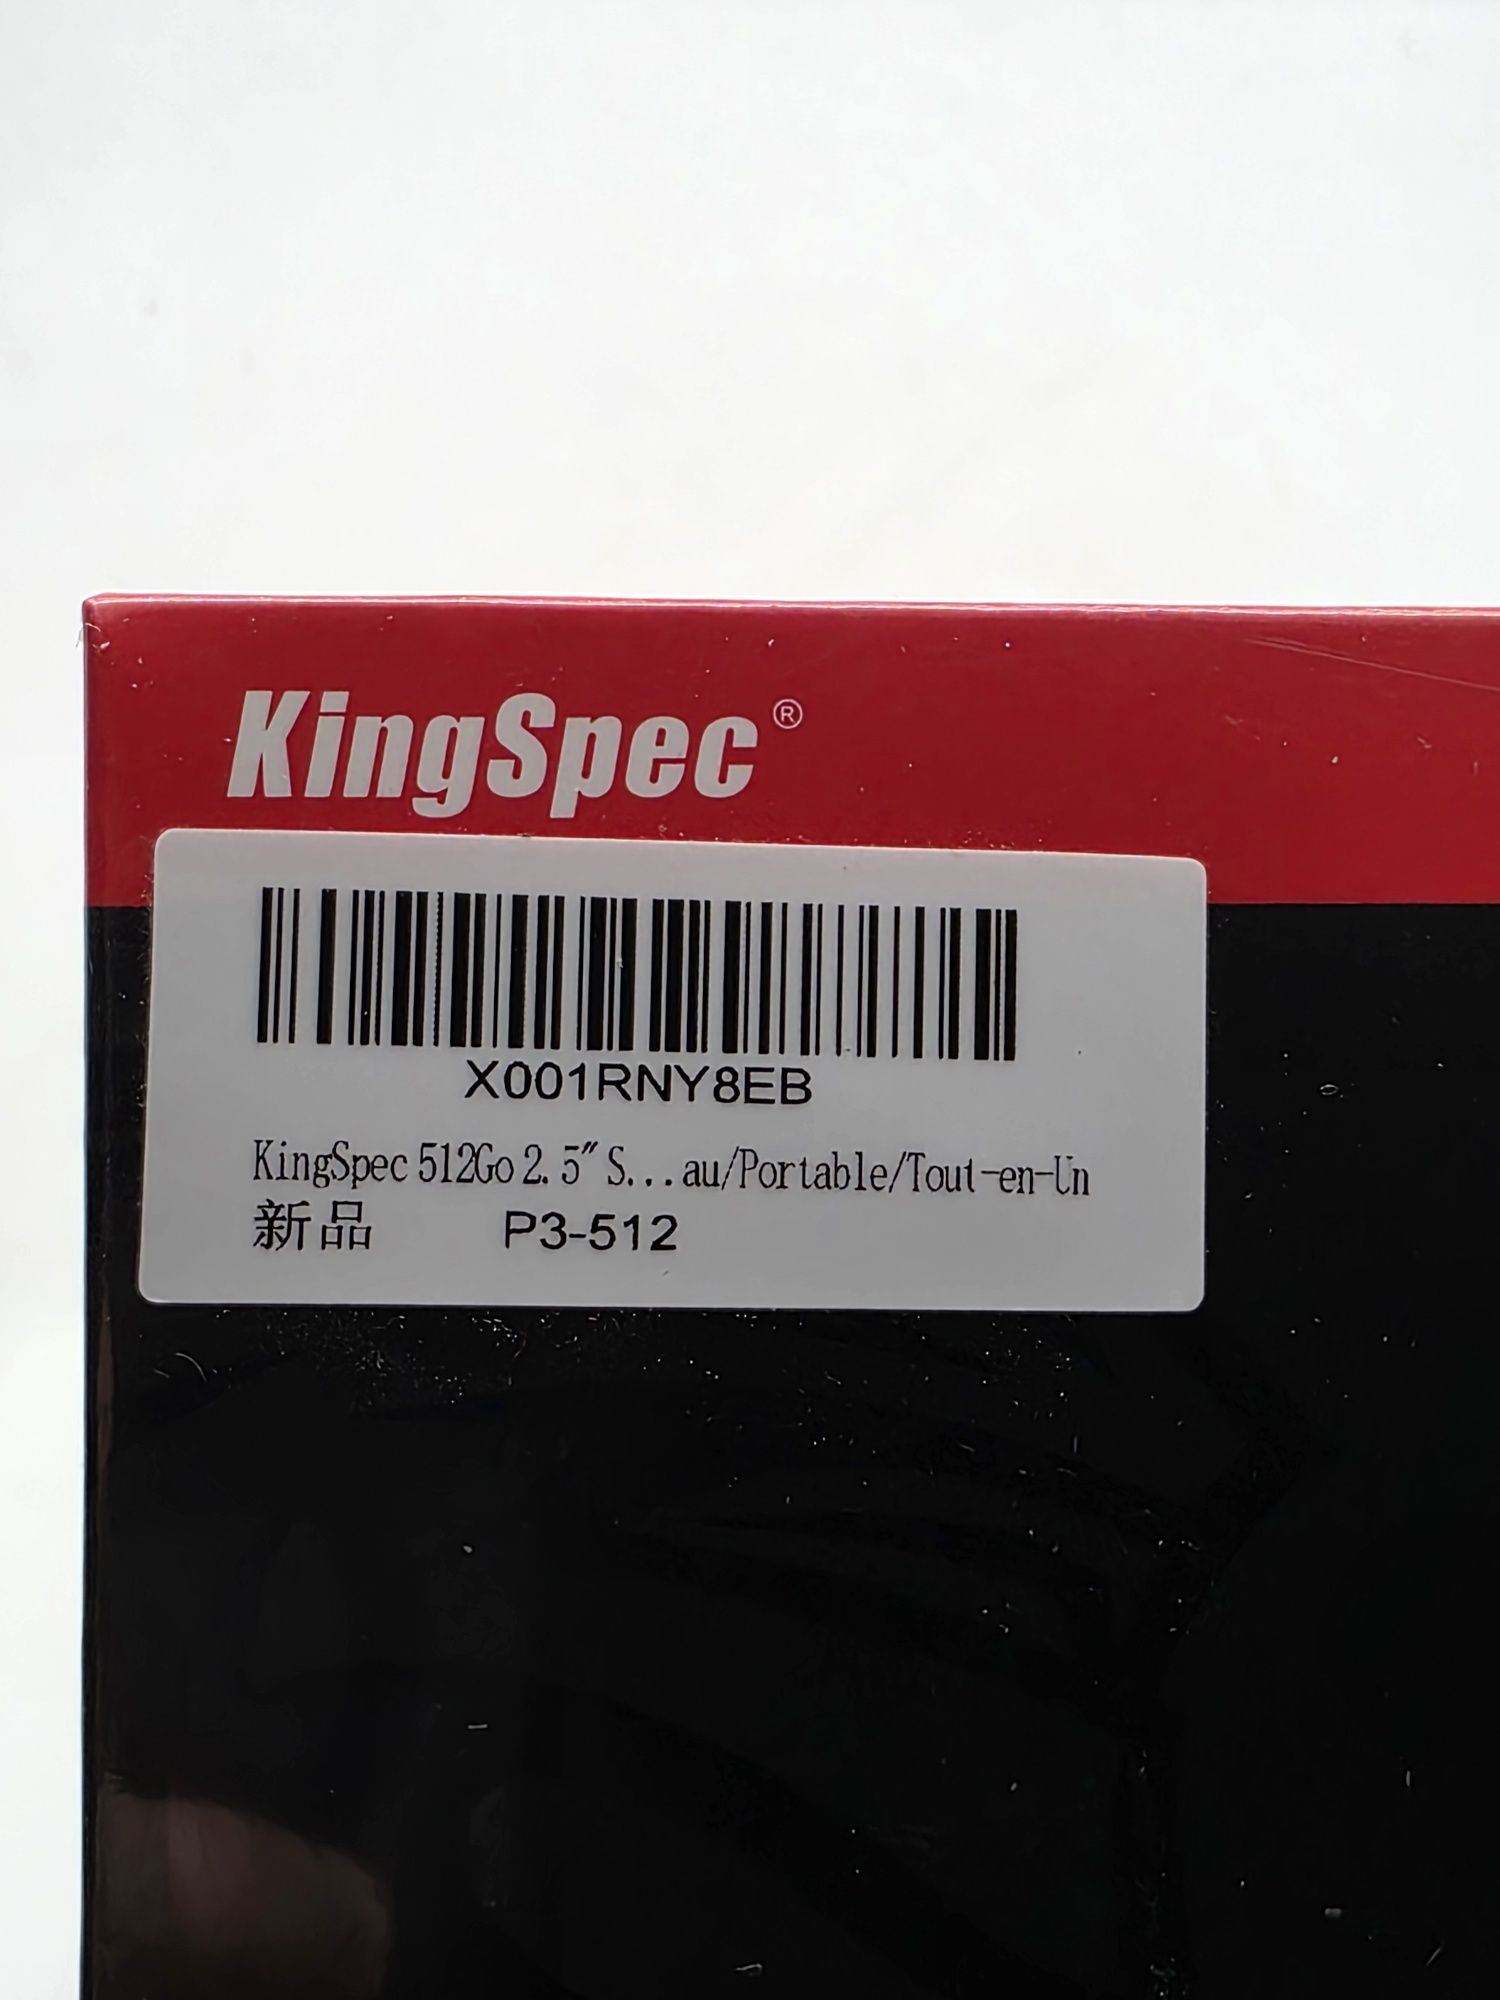 KingSpec®
X001RNY8EB
KingSpec 512Go 2.5" S...au/Portable/Tout-en-Un
新品 P3-512